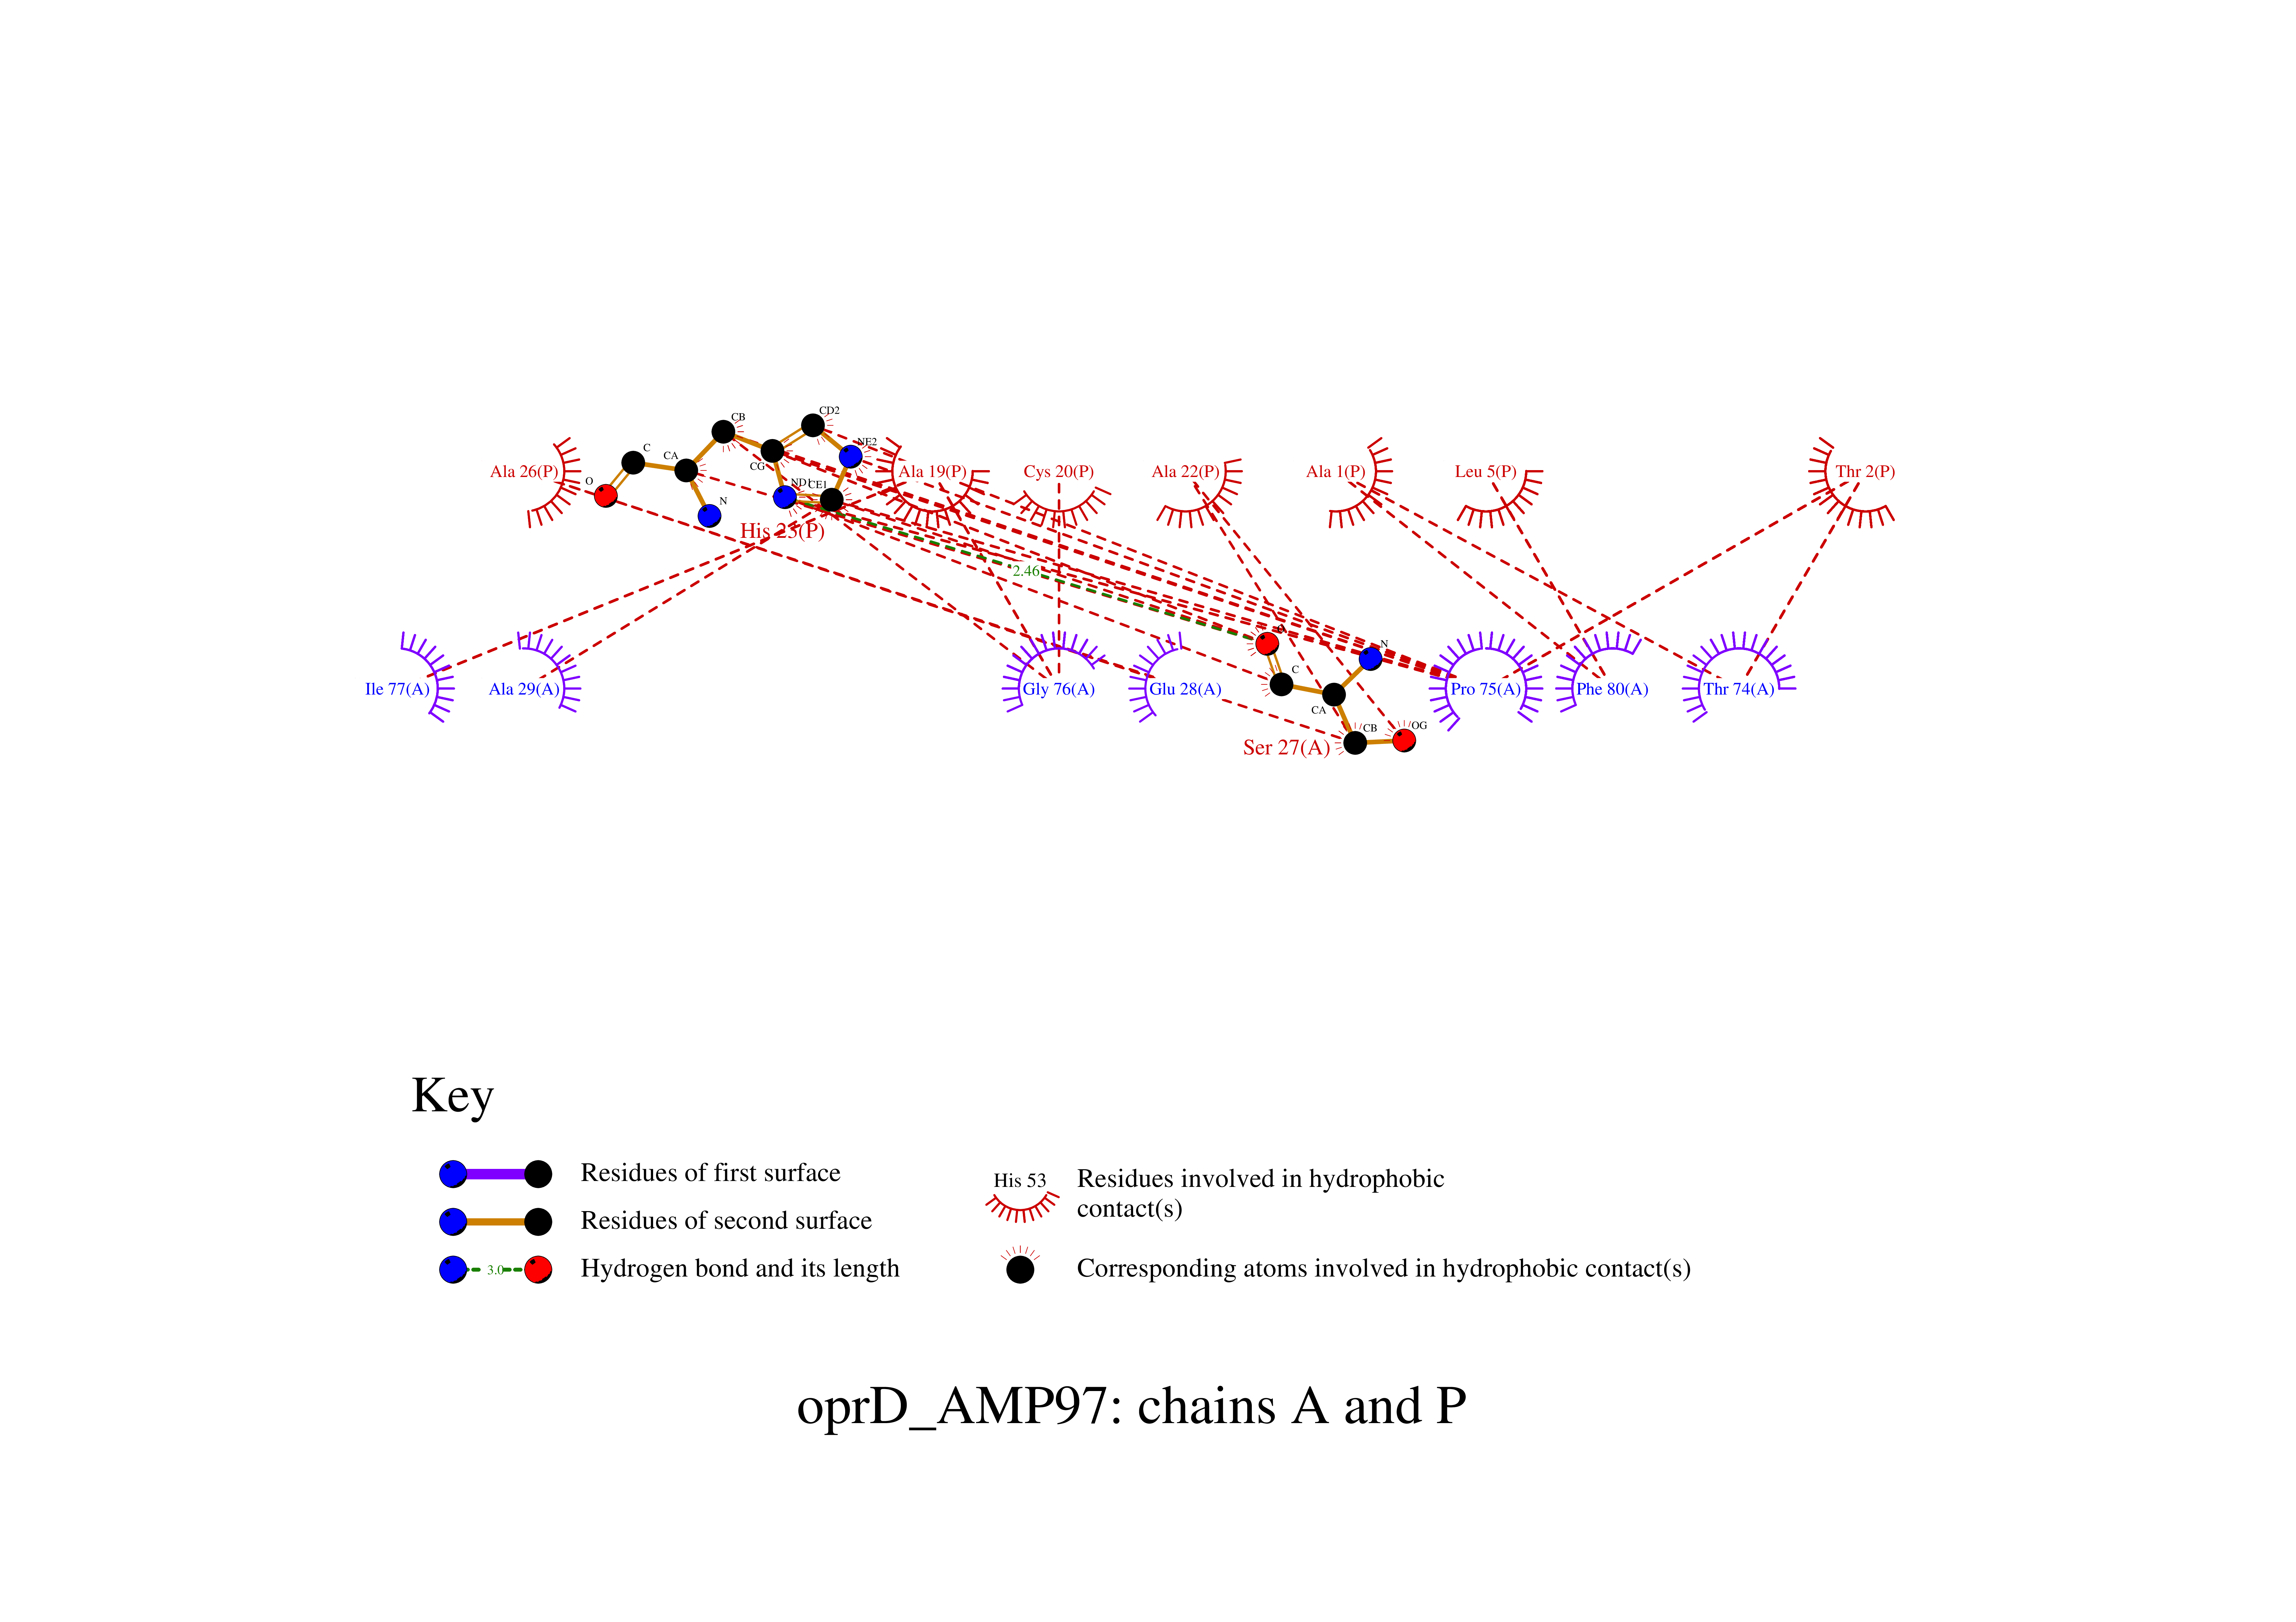 CB
CD2
C
CA
NE2
CG
O
ND1
CE1
N
Ala 26(P)
Ala 19(P)
Cys 20(P)
Ala 22(P)
Ala 1(P)
Leu 5(P)
Thr 2(P)
His 23(P)
2.46
O
N
C
CA
CB
OG
Ile 77(A)
Ala 29(A)
Gly 76(A)
Glu 28(A)
Pro 75(A)
Phe 80(A)
Thr 74(A)
Ser 27(A)
Key
Residues of first surface
Residues of second surface
3.0
Hydrogen bond and its length
His 53
Residues involved in hydrophobic
contact(s)
Corresponding atoms involved in hydrophobic contact(s)
oprD_AMP97: chains A and P